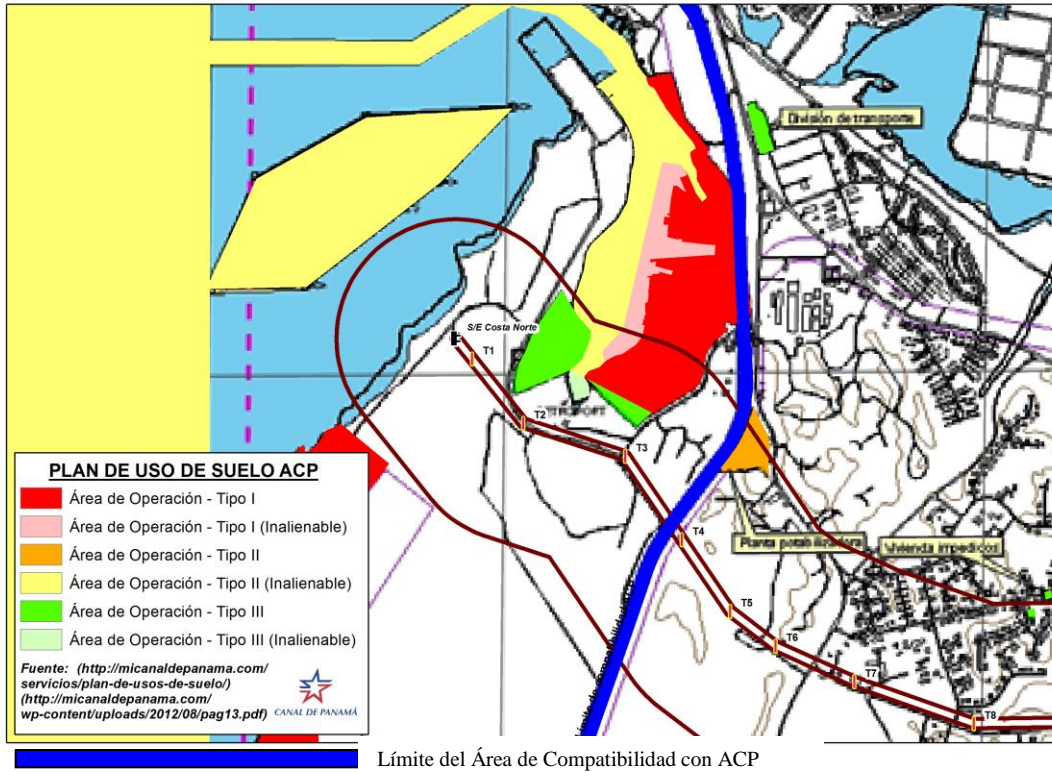 División de transporte
S/E Costa Norte
T1
T2
T3
T4
Planta potabilizadora
Vivienda impedidos
T5
T6
T7
T8
PLAN DE USO DE SUELO ACP
Área de Operación - Tipo I
Área de Operación - Tipo I (Inalienable)
Área de Operación - Tipo II
Área de Operación - Tipo II (Inalienable)
Área de Operación - Tipo III
Área de Operación - Tipo III (Inalienable)
Fuente: (http://micanaldepanama.com/
servicios/plan-de-usos-de-suelo/)
(http://micanaldepanama.com/
wp-content/uploads/2012/08/pag13.pdf)
CANAL DE PANAMÁ
Límite del Área de Compatibilidad con ACP